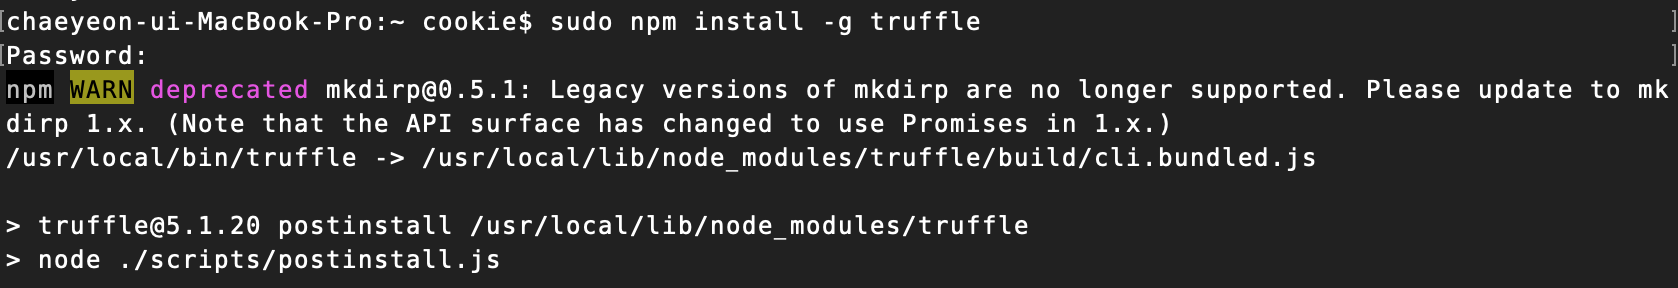 chaeyeon-ui-MacBook-Pro:~ cookie$ sudo npm install -g truffle
Password:
npm WARN deprecated mkdirp@0.5.1: Legacy versions of mkdirp are no longer supported. Please update to mk
dirp 1.x. (Note that the API surface has changed to use Promises in 1.x.)
/usr/local/bin/truffle -> /usr/local/lib/node_modules/truffle/build/cli.bundled.js

> truffle@5.1.20 postinstall /usr/local/lib/node_modules/truffle
> node ./scripts/postinstall.js